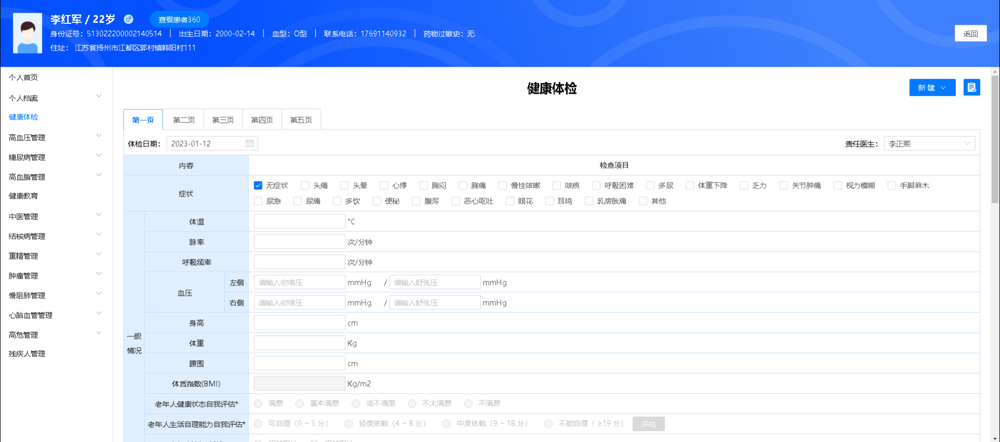 李红军 / 22岁 查看患者360
身份证号：513022200002140514 | 出生日期：2000-02-14 | 血型：O型 | 联系电话：17691140932 | 药物过敏史：无
返回
住址： 江苏省扬州市江都区郭村镇韩阳村111
个人首页
个人档案
健康体检
高血压管理
糖尿病管理
高血脂管理
健康教育
中医管理
结核病管理
重精管理
肿瘤管理
慢阻肺管理
心脑血管管理
高危管理
残疾人管理
健康体检
新建
第一页 第二页 第三页 第四页 第五页
体检日期： 2023-01-12 责任医生： 李正熙
内容 检查项目
症状
无症状 头痛 头晕 心悸 胸闷 胸痛 慢性咳嗽 咳痰 呼吸困难 多尿 体重下降 乏力 关节肿痛 视力模糊 手脚麻木
尿急 尿痛 多饮 便秘 腹泻 恶心呕吐 眼花 耳鸣 乳房胀痛 其他
一般
情况
体温 °C
脉率 次/分钟
呼吸频率 次/分钟
血压
左侧 请输入收缩压 mmHg / 请输入舒张压 mmHg
右侧 请输入收缩压 mmHg / 请输入舒张压 mmHg
身高 cm
体重 Kg
腰围 cm
体质指数(BMI) Kg/m2
老年人健康状态自我评估* 满意 基本满意 说不清楚 不太满意 不满意
老年人生活自理能力自我评估* 可自理（0 ~ 3 分） 轻度依赖（4 ~ 8 分） 中度依赖（9 ~ 18 分） 不能自理（ ≥19 分） 评估